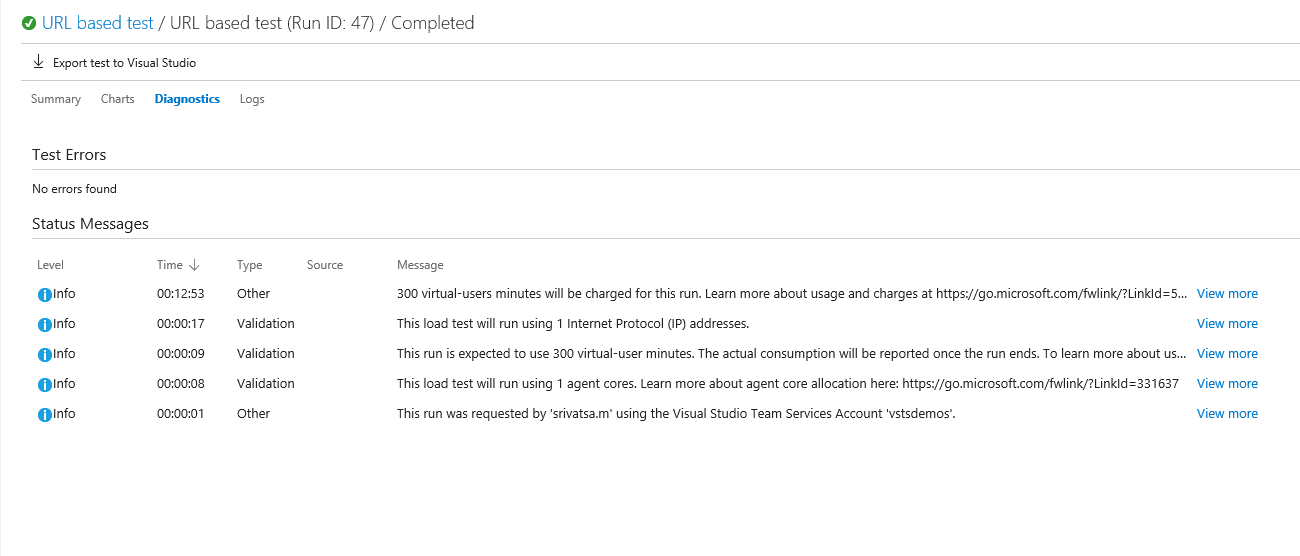 URL based test / URL based test (Run ID: 47) / Completed
Export test to Visual Studio
Summary Charts Diagnostics Logs
Test Errors
No errors found
Status Messages
Level Time Type Source Message
Info 00:12:53 Other 300 virtual-users minutes will be charged for this run. Learn more about usage and charges at https://go.microsoft.com/fwlink/?LinkId=5... View more
Info 00:00:17 Validation This load test will run using 1 Internet Protocol (IP) addresses. View more
Info 00:00:09 Validation This run is expected to use 300 virtual-user minutes. The actual consumption will be reported once the run ends. To learn more about us... View more
Info 00:00:08 Validation This load test will run using 1 agent cores. Learn more about agent core allocation here: https://go.microsoft.com/fwlink/?LinkId=331637 View more
Info 00:00:01 Other This run was requested by 'srivatsa.m' using the Visual Studio Team Services Account 'vstsdemos'. View more